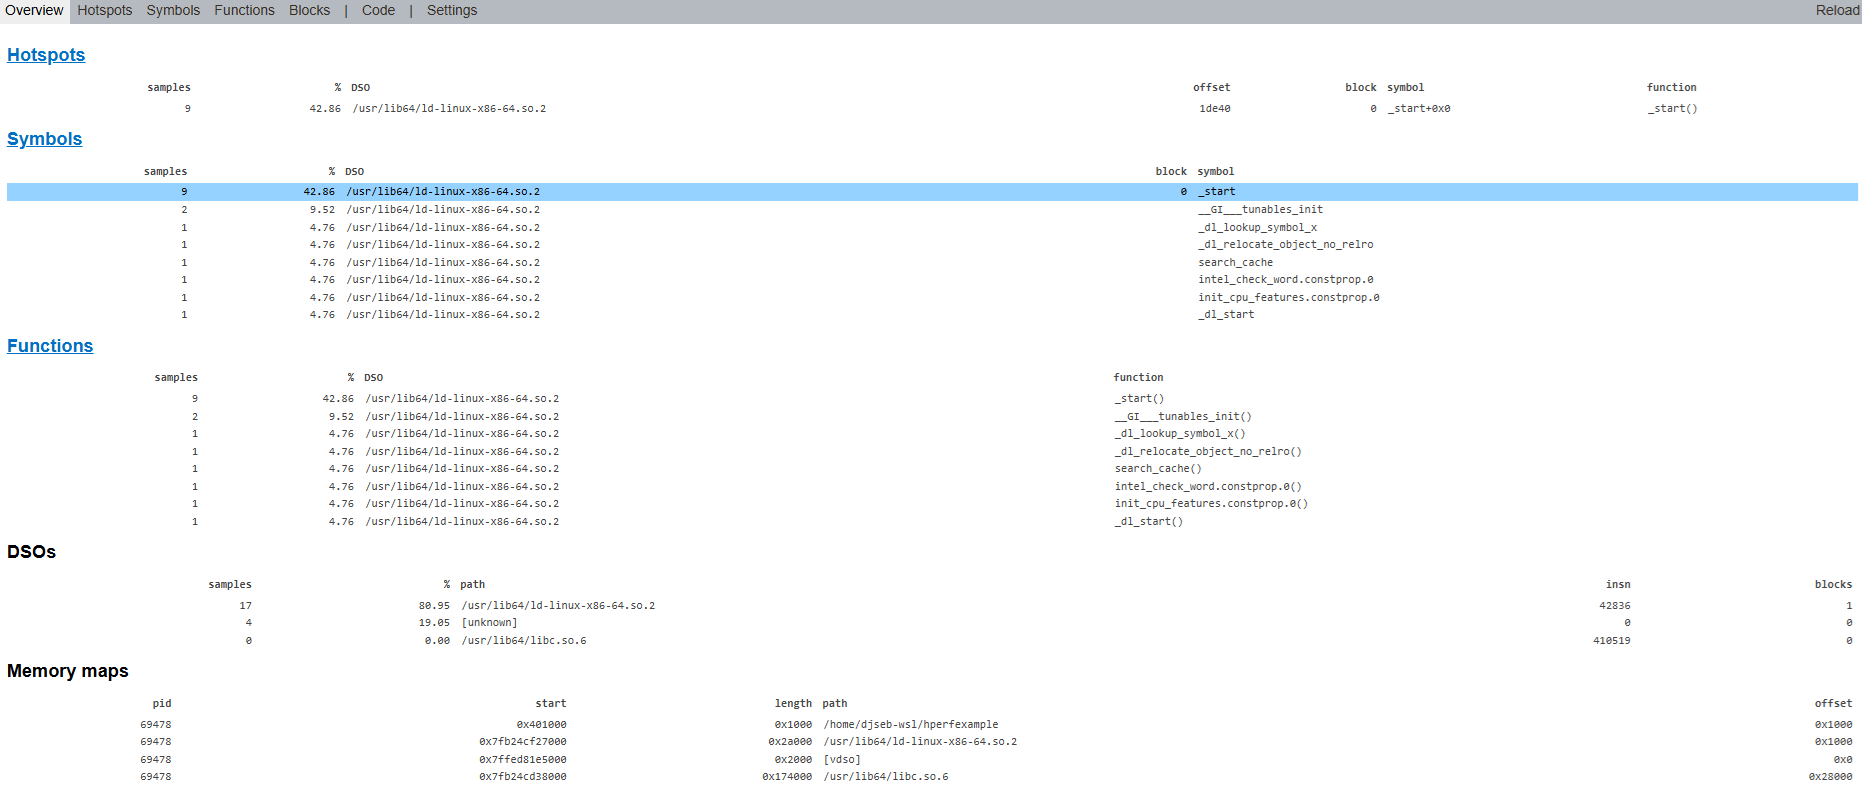 Overview Hotspots Symbols Functions Blocks | Code | Settings Reload
Hotspots
samples % DSO offset block symbol function
9 42.86 /usr/lib64/ld-linux-x86-64.so.2 1de40 0 _start+0x0 _start()
Symbols
samples % DSO block symbol
9 42.86 /usr/lib64/ld-linux-x86-64.so.2 0 _start
2 9.52 /usr/lib64/ld-linux-x86-64.so.2 __GI___tunables_init
1 4.76 /usr/lib64/ld-linux-x86-64.so.2 _dl_lookup_symbol_x
1 4.76 /usr/lib64/ld-linux-x86-64.so.2 _dl_relocate_object_no_relro
1 4.76 /usr/lib64/ld-linux-x86-64.so.2 search_cache
1 4.76 /usr/lib64/ld-linux-x86-64.so.2 intel_check_word.constprop.0
1 4.76 /usr/lib64/ld-linux-x86-64.so.2 init_cpu_features.constprop.0
1 4.76 /usr/lib64/ld-linux-x86-64.so.2 _dl_start
Functions
samples % DSO function
9 42.86 /usr/lib64/ld-linux-x86-64.so.2 _start()
2 9.52 /usr/lib64/ld-linux-x86-64.so.2 __GI___tunables_init()
1 4.76 /usr/lib64/ld-linux-x86-64.so.2 _dl_lookup_symbol_x()
1 4.76 /usr/lib64/ld-linux-x86-64.so.2 _dl_relocate_object_no_relro()
1 4.76 /usr/lib64/ld-linux-x86-64.so.2 search_cache()
1 4.76 /usr/lib64/ld-linux-x86-64.so.2 intel_check_word.constprop.0()
1 4.76 /usr/lib64/ld-linux-x86-64.so.2 init_cpu_features.constprop.0()
1 4.76 /usr/lib64/ld-linux-x86-64.so.2 _dl_start()
DSOs
samples % path insn blocks
17 80.95 /usr/lib64/ld-linux-x86-64.so.2 42836 1
4 19.05 [unknown] 0 0
0 0.00 /usr/lib64/libc.so.6 410519 0
Memory maps
pid start length path offset
69478 0x401000 0x1000 /home/djseb-wsl/hperfexample 0x1000
69478 0x7fb24cf27000 0x2a000 /usr/lib64/ld-linux-x86-64.so.2 0x1000
69478 0x7ffed81e5000 0x2000 [vdso] 0x0
69478 0x7fb24cd38000 0x174000 /usr/lib64/libc.so.6 0x28000